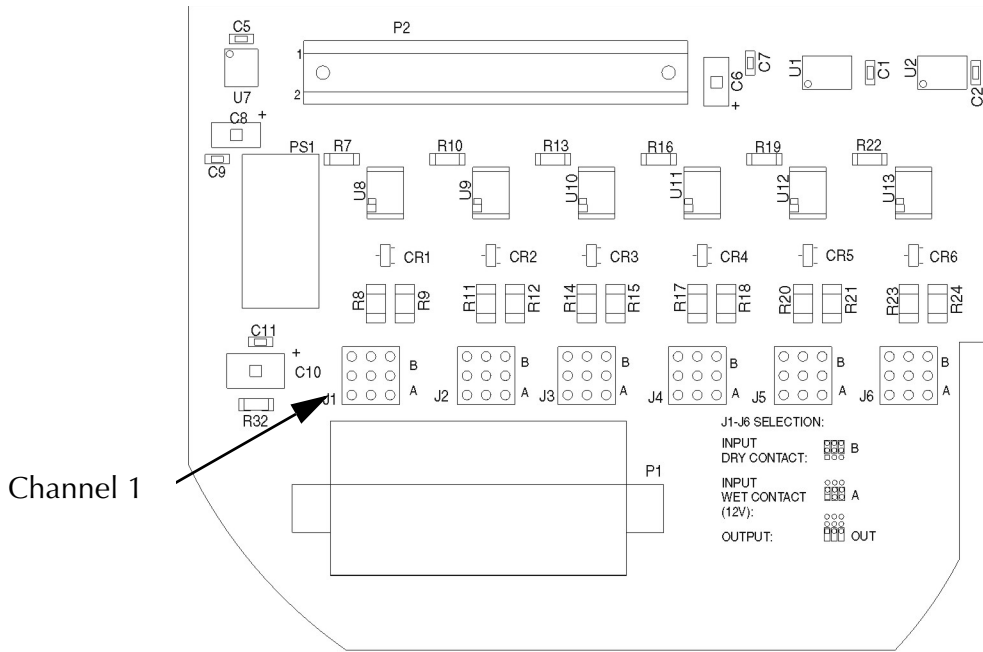 C5
P2
1
2
U7
C6
+
C7
U1
C1
U2
C2
C8
+
C9
PS1
R7
R10
R13
R16
R19
R22
U8
U9
U10
U11
U12
U13
CR1
CR2
CR3
CR4
CR5
CR6
R8
R9
R11
R12
R14
R15
R17
R18
R20
R21
R23
R24
C11
+
C10
R32
J1
B
A
J2
B
A
J3
B
A
J4
B
A
J5
B
A
J6
B
A
J1-J6 SELECTION:
INPUT
DRY CONTACT:
B
INPUT
WET CONTACT
(12V):
A
OUTPUT:
OUT
P1
Channel 1